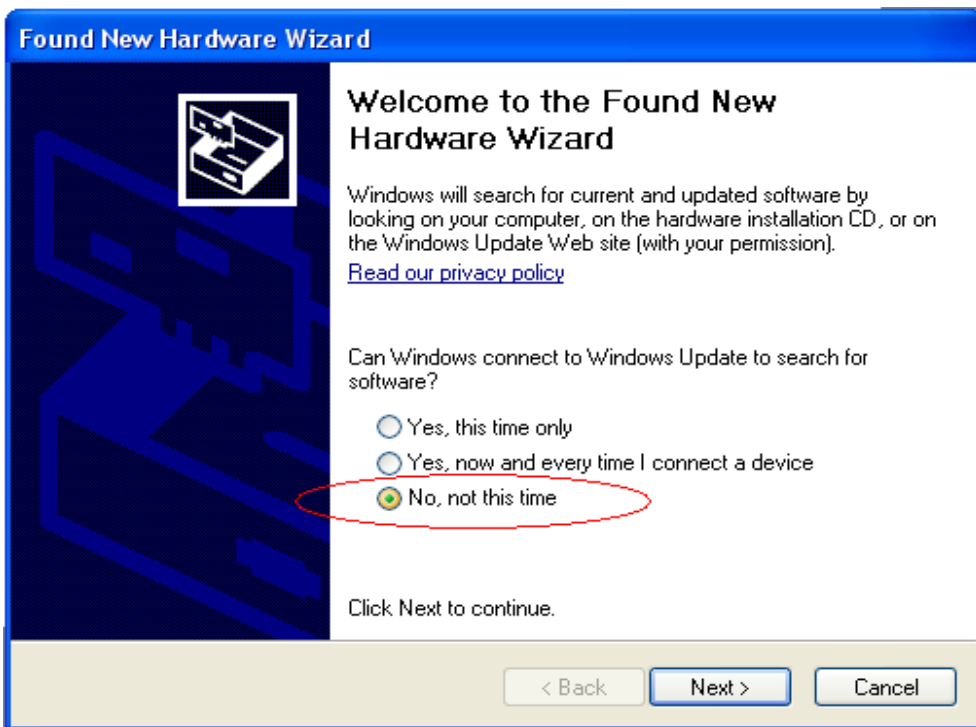 Found New Hardware Wizard
Welcome to the Found New
Hardware Wizard
Windows will search for current and updated software by
looking on your computer, on the hardware installation CD, or on
the Windows Update Web site (with your permission).
Read our privacy policy
Can Windows connect to Windows Update to search for
software?
Yes, this time only
Yes, now and every time I connect a device
No, not this time
Click Next to continue.
< Back Next > Cancel